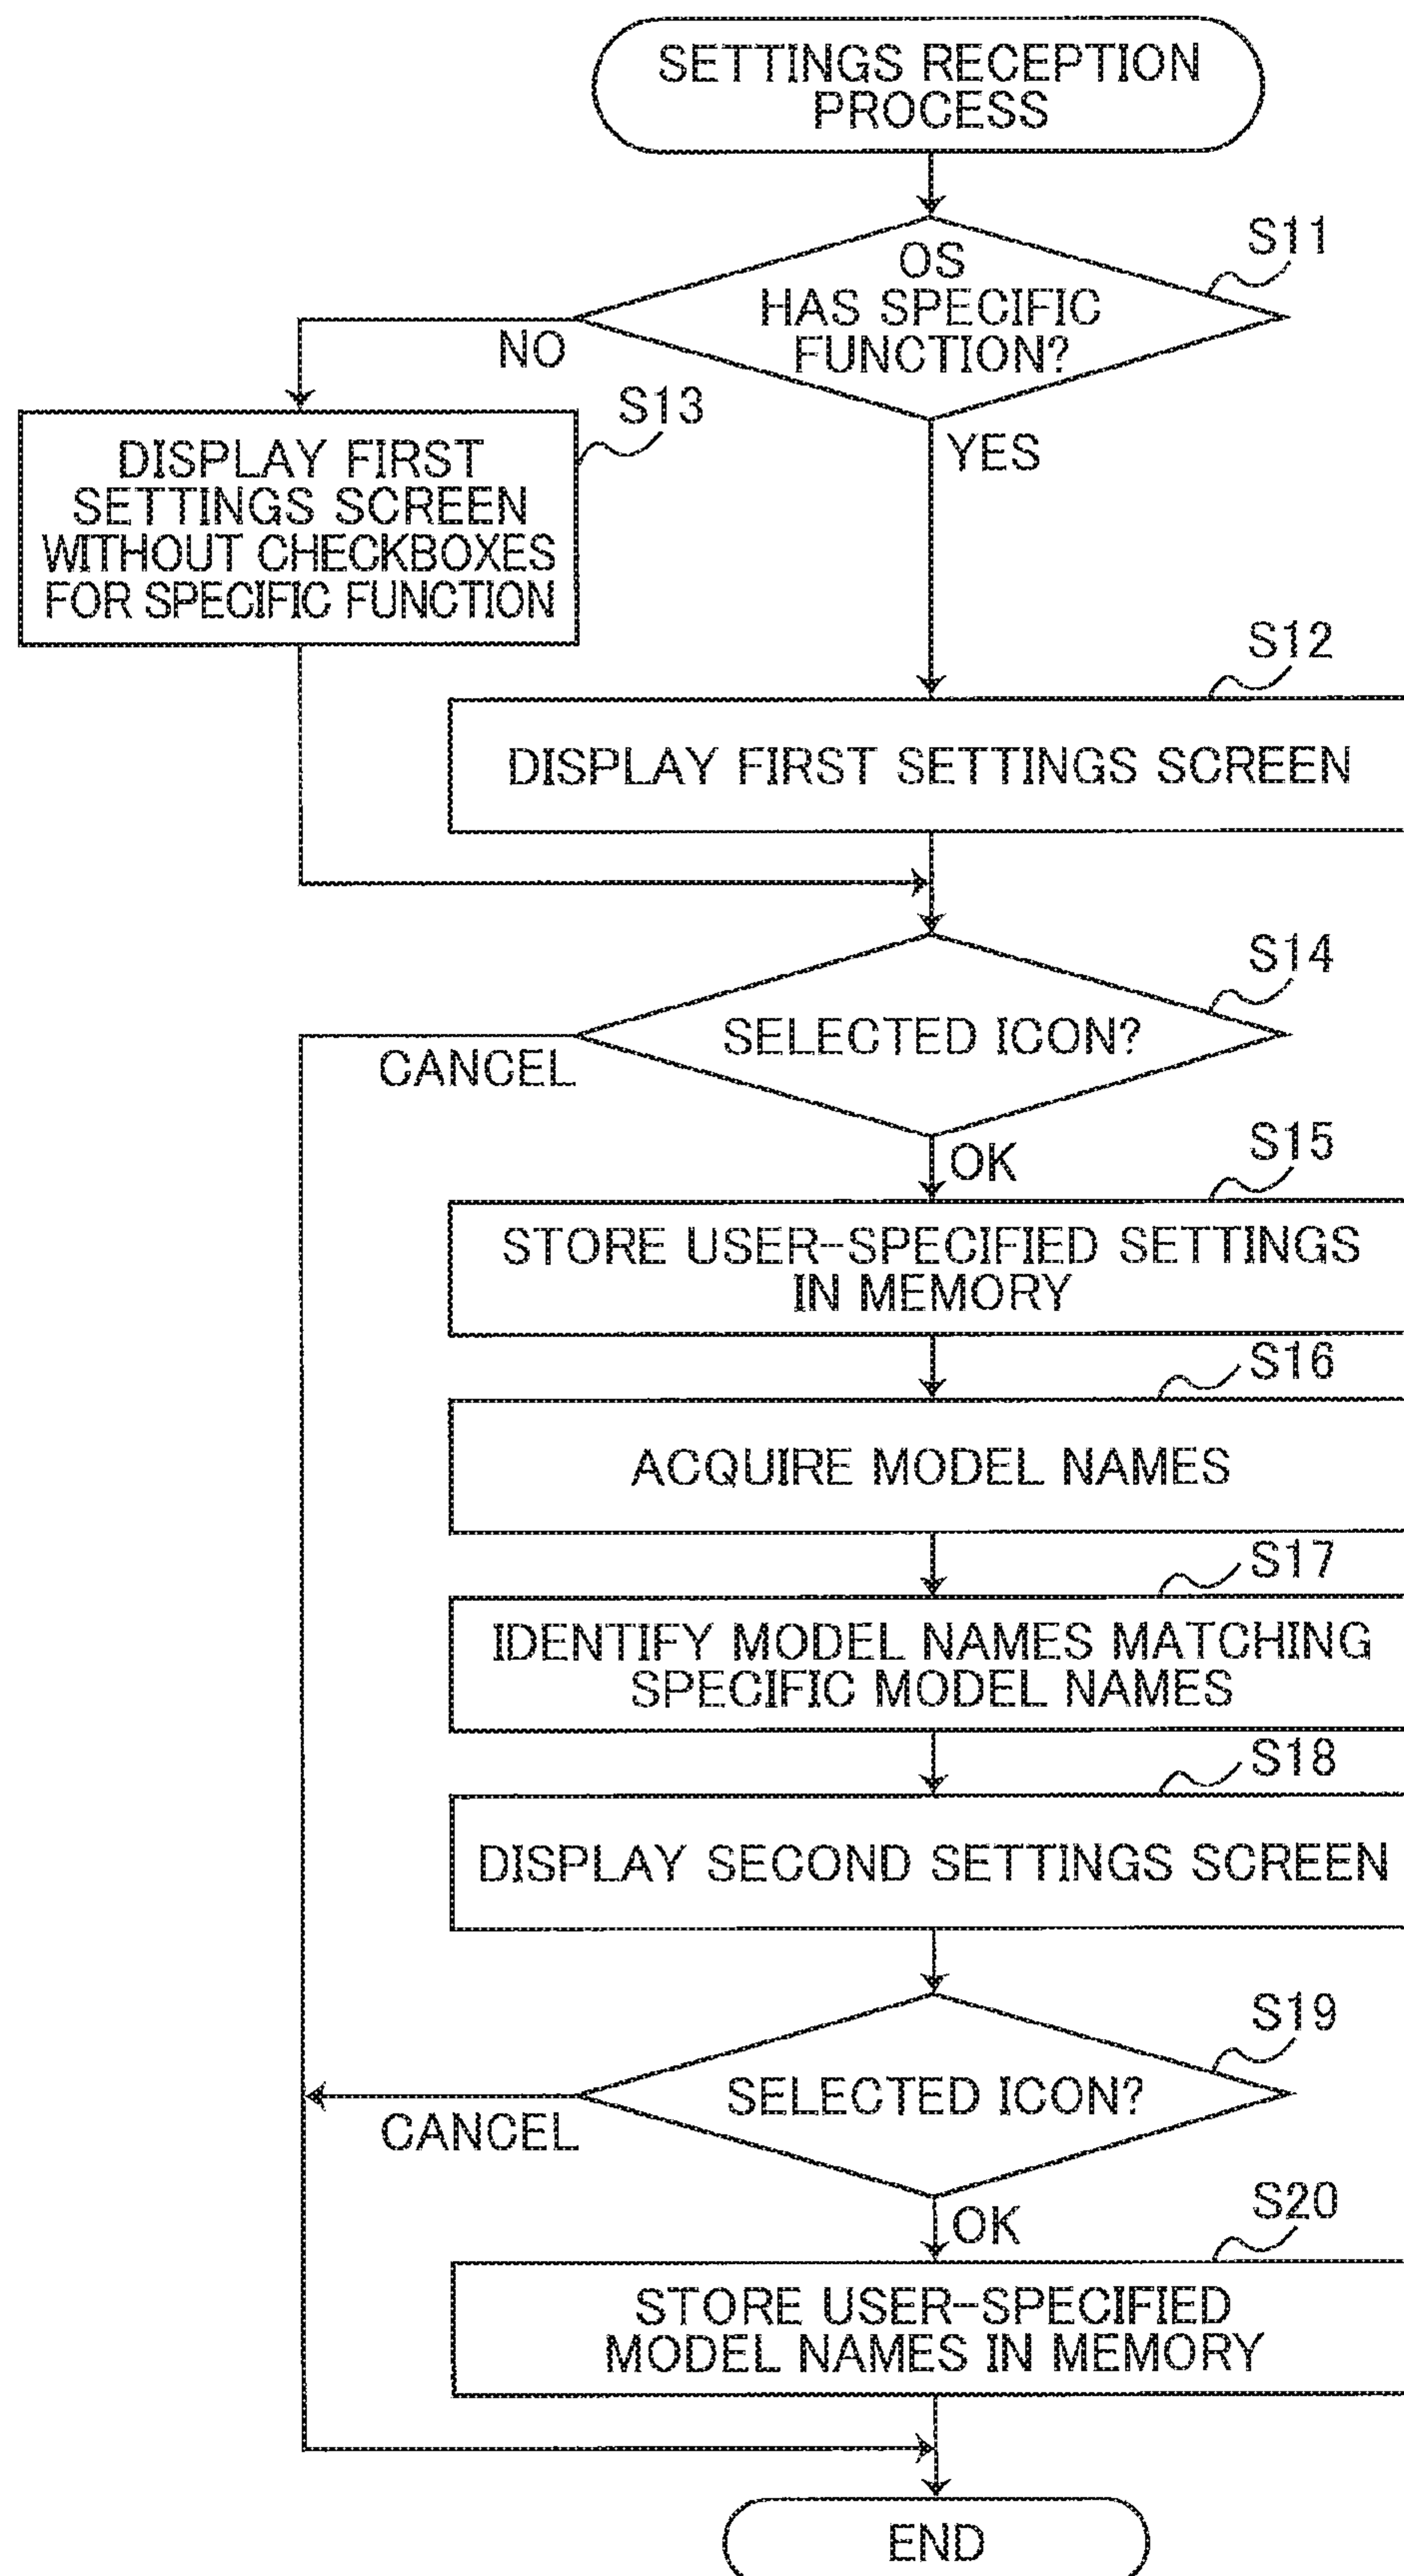 SETTINGS RECEPTION
PROCESS
S11
OS
HAS SPECIFIC
FUNCTION?
NO
YES
S13
DISPLAY FIRST
SETTINGS SCREEN
WITHOUT CHECKBOXES
FOR SPECIFIC FUNCTION
S12
DISPLAY FIRST SETTINGS SCREEN
S14
SELECTED ICON?
CANCEL
OK
S15
STORE USER-SPECIFIED SETTINGS
IN MEMORY
S16
ACQUIRE MODEL NAMES
S17
IDENTIFY MODEL NAMES MATCHING
SPECIFIC MODEL NAMES
S18
DISPLAY SECOND SETTINGS SCREEN
S19
SELECTED ICON?
CANCEL
OK
S20
STORE USER-SPECIFIED
MODEL NAMES IN MEMORY
END